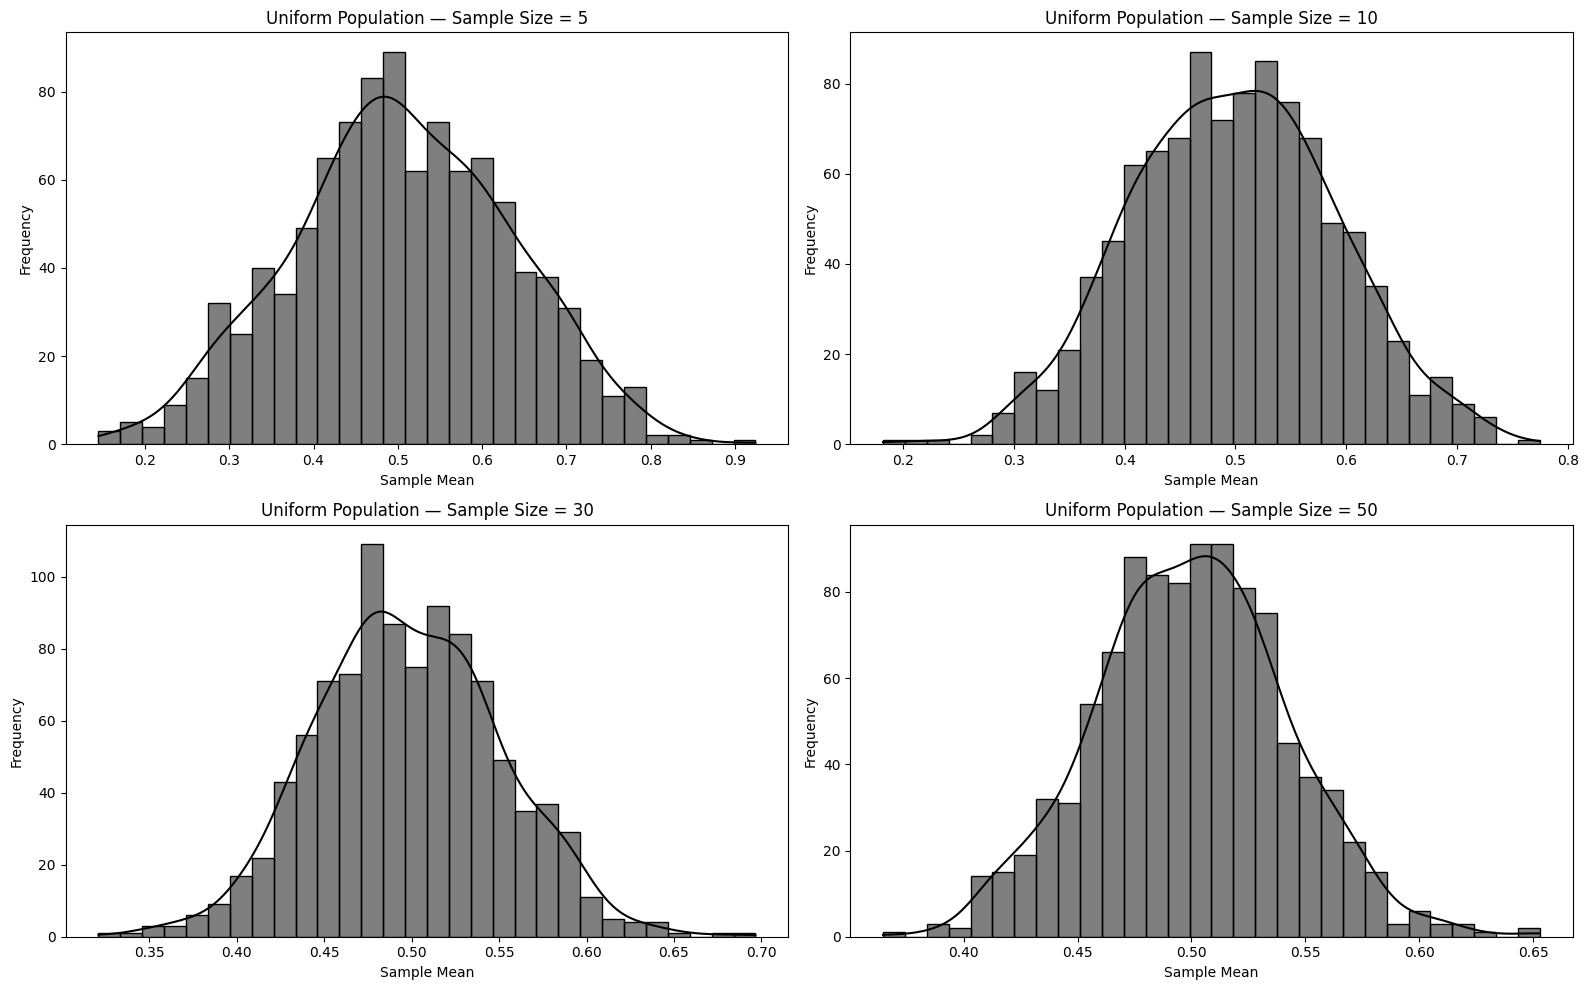 Uniform Population — Sample Size = 5
80
60
40
20
0
Frequency
0.2 0.3 0.4 0.5 0.6 0.7 0.8 0.9
Sample Mean
Uniform Population — Sample Size = 10
80
60
40
20
0
Frequency
0.2 0.3 0.4 0.5 0.6 0.7 0.8
Sample Mean
Uniform Population — Sample Size = 30
100
80
60
40
20
0
Frequency
0.35 0.40 0.45 0.50 0.55 0.60 0.65 0.70
Sample Mean
Uniform Population — Sample Size = 50
80
60
40
20
0
Frequency
0.40 0.45 0.50 0.55 0.60 0.65
Sample Mean